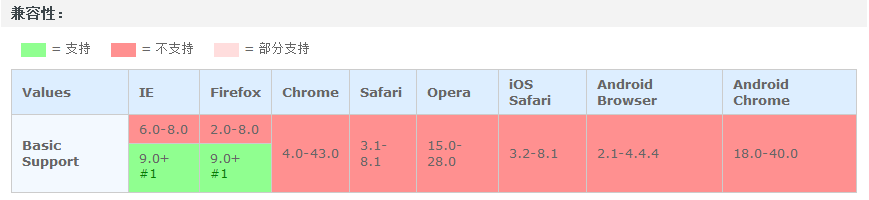 兼容性：
= 支持 = 不支持 = 部分支持
Values IE Firefox Chrome Safari Opera iOS Safari Android Browser Android Chrome
Basic Support
6.0-8.0 2.0-8.0
9.0+ #1 9.0+ #1
4.0-43.0 3.1-8.1 15.0-28.0 3.2-8.1 2.1-4.4.4 18.0-40.0